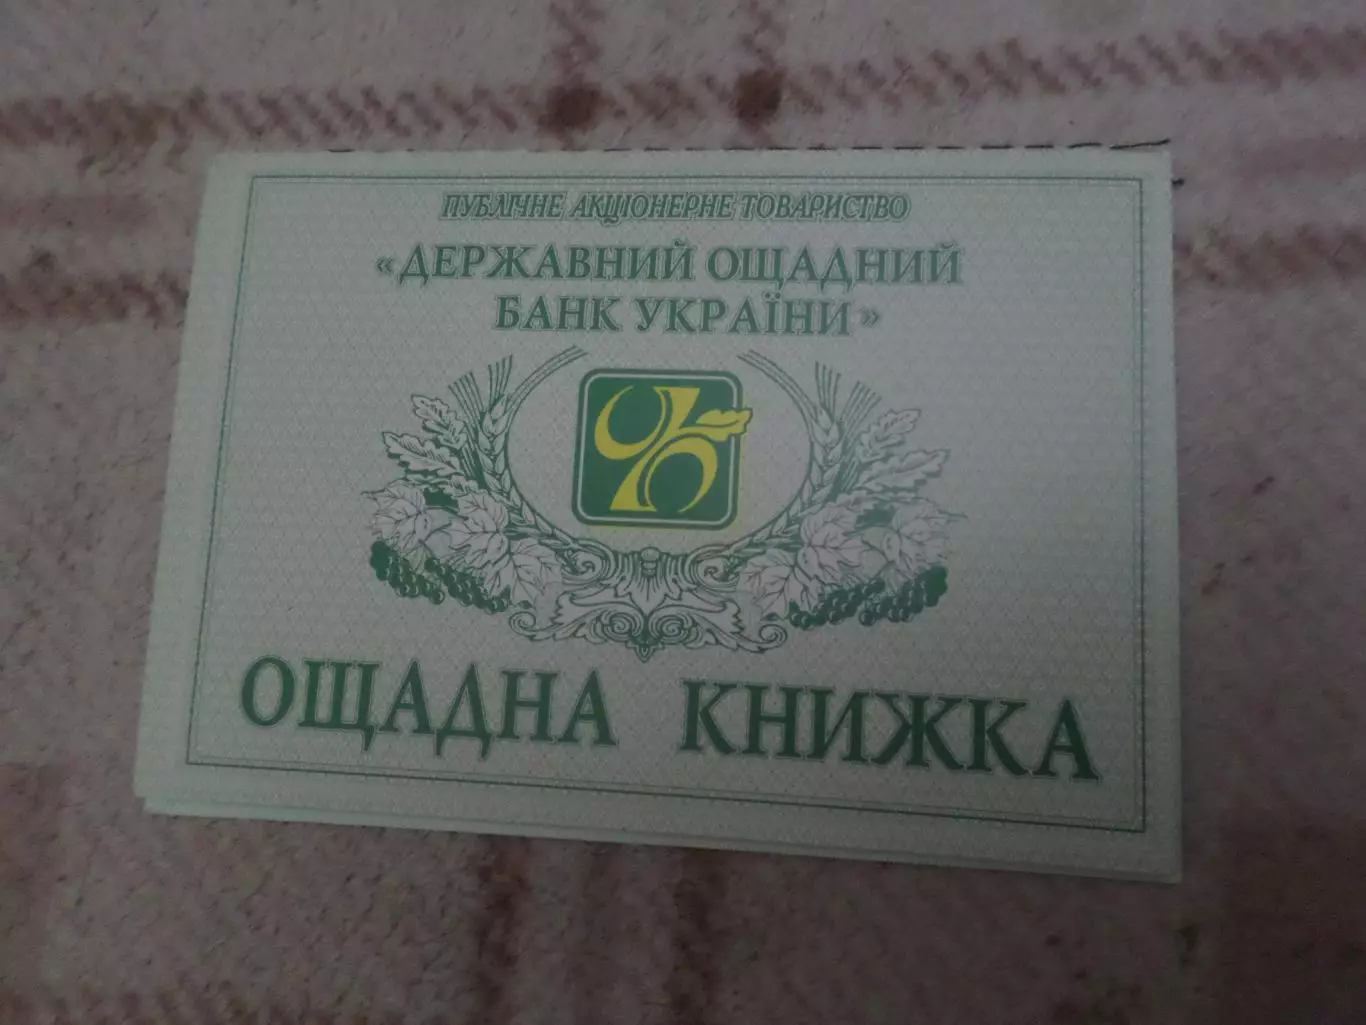 ПУБЛІЧНЕ АКЦІОНЕРНЕ ТОВАРИСТВО
«ДЕРЖАВНИЙ ОЩАДНИЙ
БАНК УКРАЇНИ»
ОЩАДНА КНИЖКА